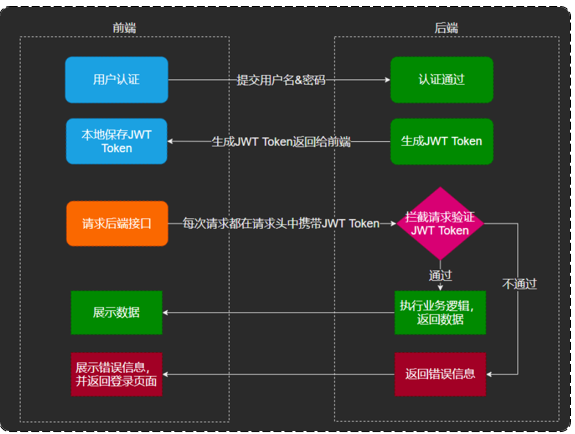 前端
后端
用户认证
提交用户名&密码
认证通过
本地保存JWT
Token
生成JWT Token返回给前端
生成JWT Token
请求后端接口
每次请求都在请求头中携带JWT Token
拦截请求验证
JWT Token
通过
不通过
展示数据
执行业务逻辑，
返回数据
展示错误信息，
并返回登录页面
返回错误信息